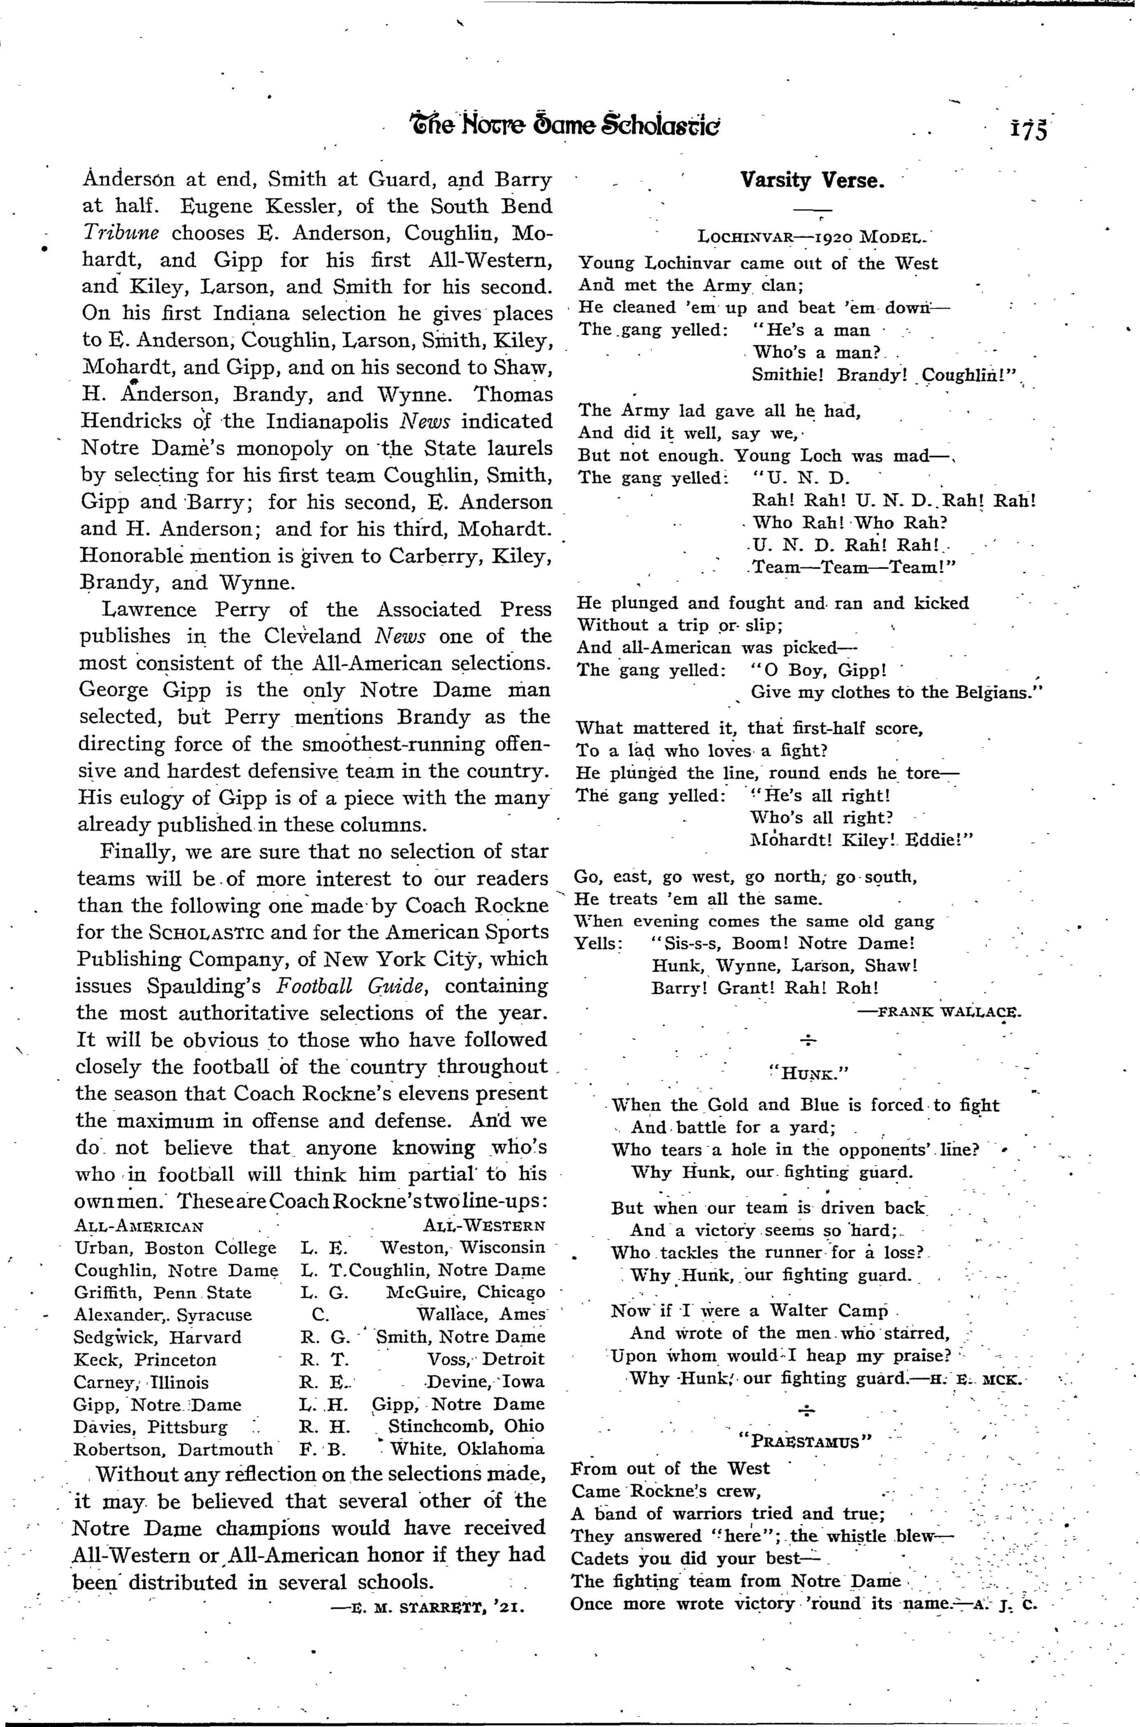 The Notre Dame Scholastic
175
Anderson at end, Smith at Guard, and Barry
at half. Eugene Kessler, of the South Bend
Tribune chooses E. Anderson, Coughlin, Mo-
hardt, and Gipp for his first All-Western,
and Kiley, Larson, and Smith for his second.
On his first Indiana selection he gives places
to E. Anderson, Coughlin, Larson, Smith, Kiley,
Mohardt, and Gipp, and on his second to Shaw,
H. Anderson, Brandy, and Wynne. Thomas
Hendricks of the Indianapolis News indicated
Notre Dame's monopoly on the State laurels
by selecting for his first team Coughlin, Smith,
Gipp and Barry; for his second, E. Anderson
and H. Anderson; and for his third, Mohardt.
Honorable mention is given to Carberry, Kiley,
Brandy, and Wynne.
Lawrence Perry of the Associated Press
publishes in the Cleveland News one of the
most consistent of the All-American selections.
George Gipp is the only Notre Dame man
selected, but Perry mentions Brandy as the
directing force of the smoothest-running offen-
sive and hardest defensive team in the country.
His eulogy of Gipp is of a piece with the many
already published in these columns.
Finally, we are sure that no selection of star
teams will be of more interest to our readers
than the following one made by Coach Rockne
for the SCHOLASTIC and for the American Sports
Publishing Company, of New York City, which
issues Spaulding's Football Guide, containing
the most authoritative selections of the year.
It will be obvious to those who have followed
closely the football of the country throughout
the season that Coach Rockne's elevens present
the maximum in offense and defense. And we
do not believe that anyone knowing who's
who in football will think him partial to his
own men. These are Coach Rockne's two line-ups:
ALL-AMERICAN ALL-WESTERN
Urban, Boston College L. E. Weston, Wisconsin
Coughlin, Notre Dame L. T. Coughlin, Notre Dame
Griffith, Penn State L. G. McGuire, Chicago
Alexander, Syracuse C. Wallace, Ames
Sedgwick, Harvard R. G. Smith, Notre Dame
Keck, Princeton R. T. Voss, Detroit
Carney, Illinois R. E. Devine, Iowa
Gipp, Notre Dame L. H. Gipp, Notre Dame
Davies, Pittsburg R. H. Stinchcomb, Ohio
Robertson, Dartmouth F. B. White, Oklahoma
Without any reflection on the selections made,
it may be believed that several other of the
Notre Dame champions would have received
All-Western or All-American honor if they had
been distributed in several schools.
—E. M. STARRETT, '21.
Varsity Verse.
LOCHINVAR—1920 MODEL.
Young Lochinvar came out of the West
And met the Army clan;
He cleaned 'em up and beat 'em down—
The gang yelled: "He's a man
Who's a man?
Smithie! Brandy! Coughlin!"
The Army lad gave all he had,
And did it well, say we,
But not enough. Young Loch was mad—
The gang yelled: "U. N. D.
Rah! Rah! U. N. D. Rah! Rah!
Who Rah! Who Rah?
U. N. D. Rah! Rah!
Team—Team—Team!"
He plunged and fought and ran and kicked
Without a trip or slip;
And all-American was picked—
The gang yelled: "O Boy, Gipp!
Give my clothes to the Belgians."
What mattered it, that first-half score,
To a lad who loves a fight?
He plunged the line, round ends he tore—
The gang yelled: "He's all right!
Who's all right?
Mohardt! Kiley! Eddie!"
Go, east, go west, go north, go south,
He treats 'em all the same.
When evening comes the same old gang
Yells: "Sis-s-s, Boom! Notre Dame!
Hunk, Wynne, Larson, Shaw!
Barry! Grant! Rah! Roh!
—FRANK WALLACE.
÷
"HUNK."
When the Gold and Blue is forced to fight
And battle for a yard;
Who tears a hole in the opponents' line?
Why Hunk, our fighting guard.
But when our team is driven back
And a victory seems so hard;
Who tackles the runner for a loss?
Why Hunk, our fighting guard.
Now if I were a Walter Camp
And wrote of the men who starred,
Upon whom would I heap my praise?
Why Hunk, our fighting guard.—H. E. MCK.
÷
"PRAESTAMUS"
From out of the West
Came Rockne's crew,
A band of warriors tried and true;
They answered "here"; the whistle blew—
Cadets you did your best—
The fighting team from Notre Dame
Once more wrote victory 'round its name.—A. J. C.